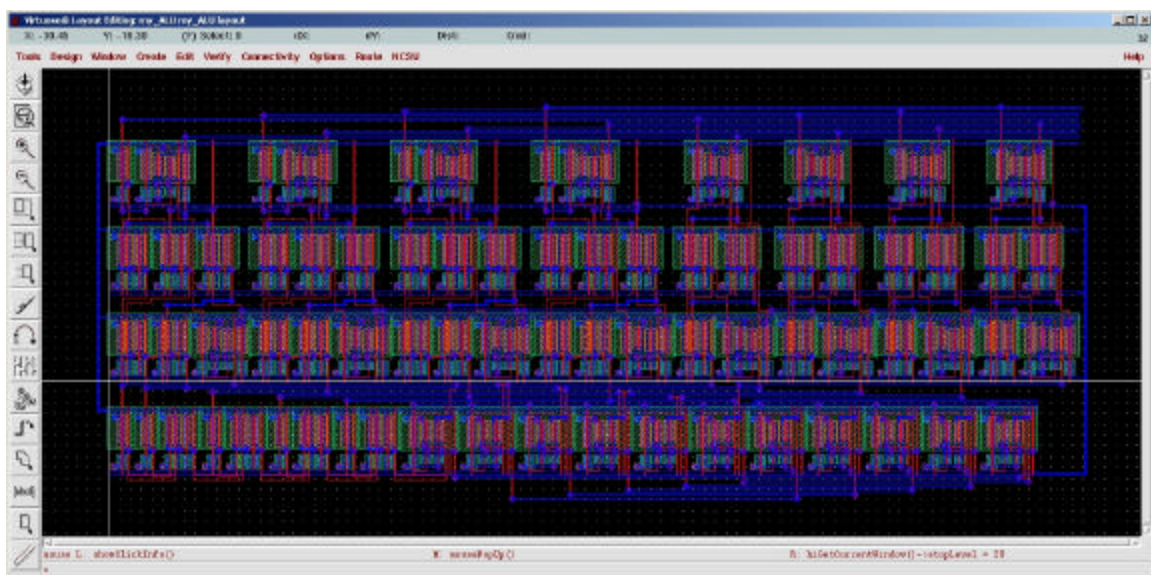 Virtuoso® Layout Editing: my_ALU my_ALU layout
X: -30.45 Y: -18.30 (F) Select: 0 dX: dY: Dist: Cmd:
Tools Design Window Create Edit Verify Connectivity Options Route NCSU Help
mouse L: showClickInfo() M: mousePopUp() R: hiGetCurrentWindow()->stopLevel = 20
>